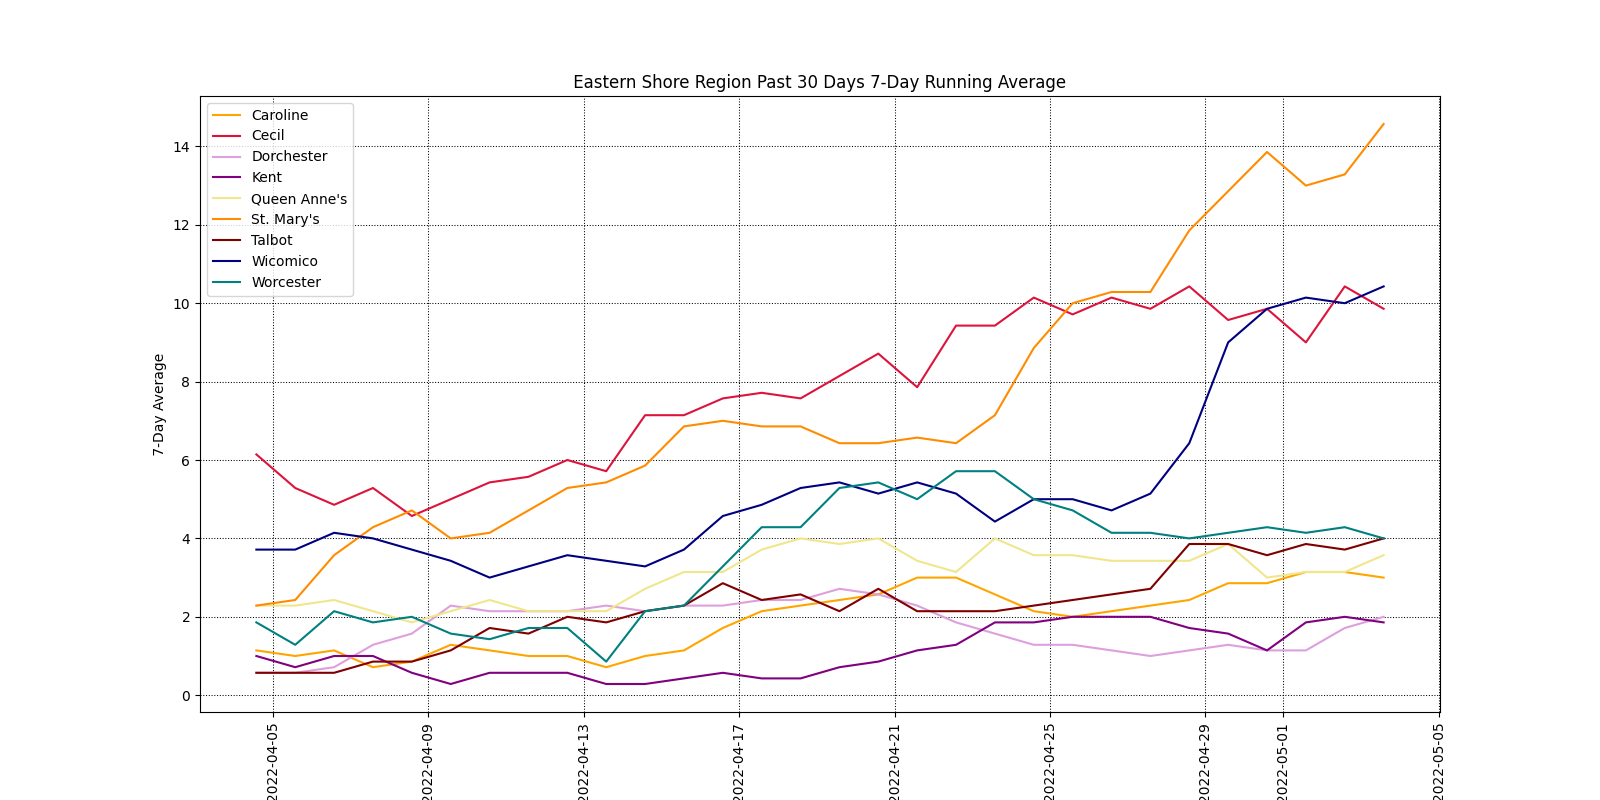 Eastern Shore Region Past 30 Days 7-Day Running Average
Caroline
Cecil
Dorchester
Kent
Queen Anne's
St. Mary's
Talbot
Wicomico
Worcester
7-Day Average
14
12
10
8
6
4
2
0
2022-04-05
2022-04-09
2022-04-13
2022-04-17
2022-04-21
2022-04-25
2022-04-29
2022-05-01
2022-05-05